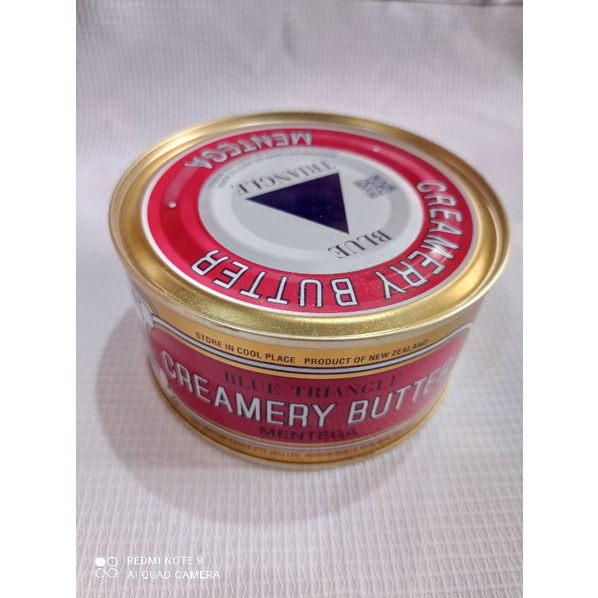 CREAMERY BUTTER
MENTEGA
BLUE
TRIANGLE
STORE IN COOL PLACE PRODUCT OF NEW ZEALAND
BLUE TRIANGLE
CREAMERY BUTTE
MENTEGA
REDMI NOTE 9
AI QUAD CAMERA